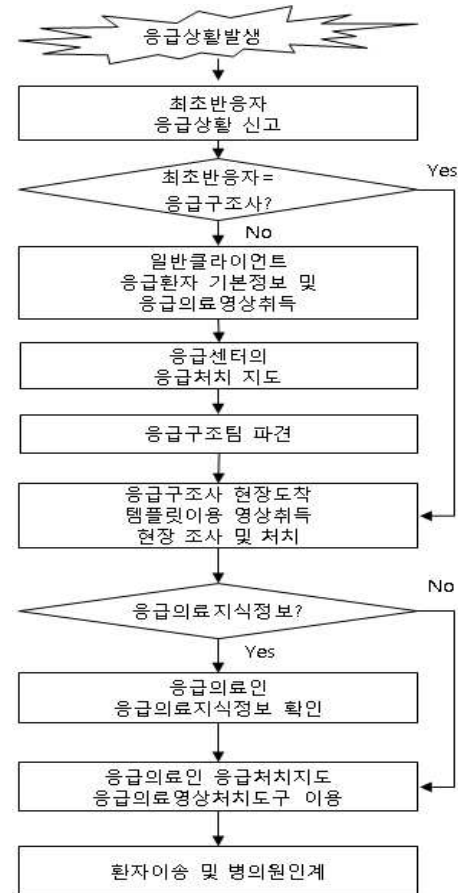 응급상황발생
최초반응자
응급상황 신고
최초반응자=
응급구조사?
Yes
No
일반클라이언트
응급환자 기본정보 및
응급의료영상취득
응급센터의
응급처치 지도
응급구조팀 파견
응급구조사 현장도착
템플릿이용 영상취득
현장 조사 및 처치
응급의료지식정보?
No
Yes
응급의료인
응급의료지식정보 확인
응급의료인 응급처치지도
응급의료영상처치도구 이용
환자이송 및 병의원인계